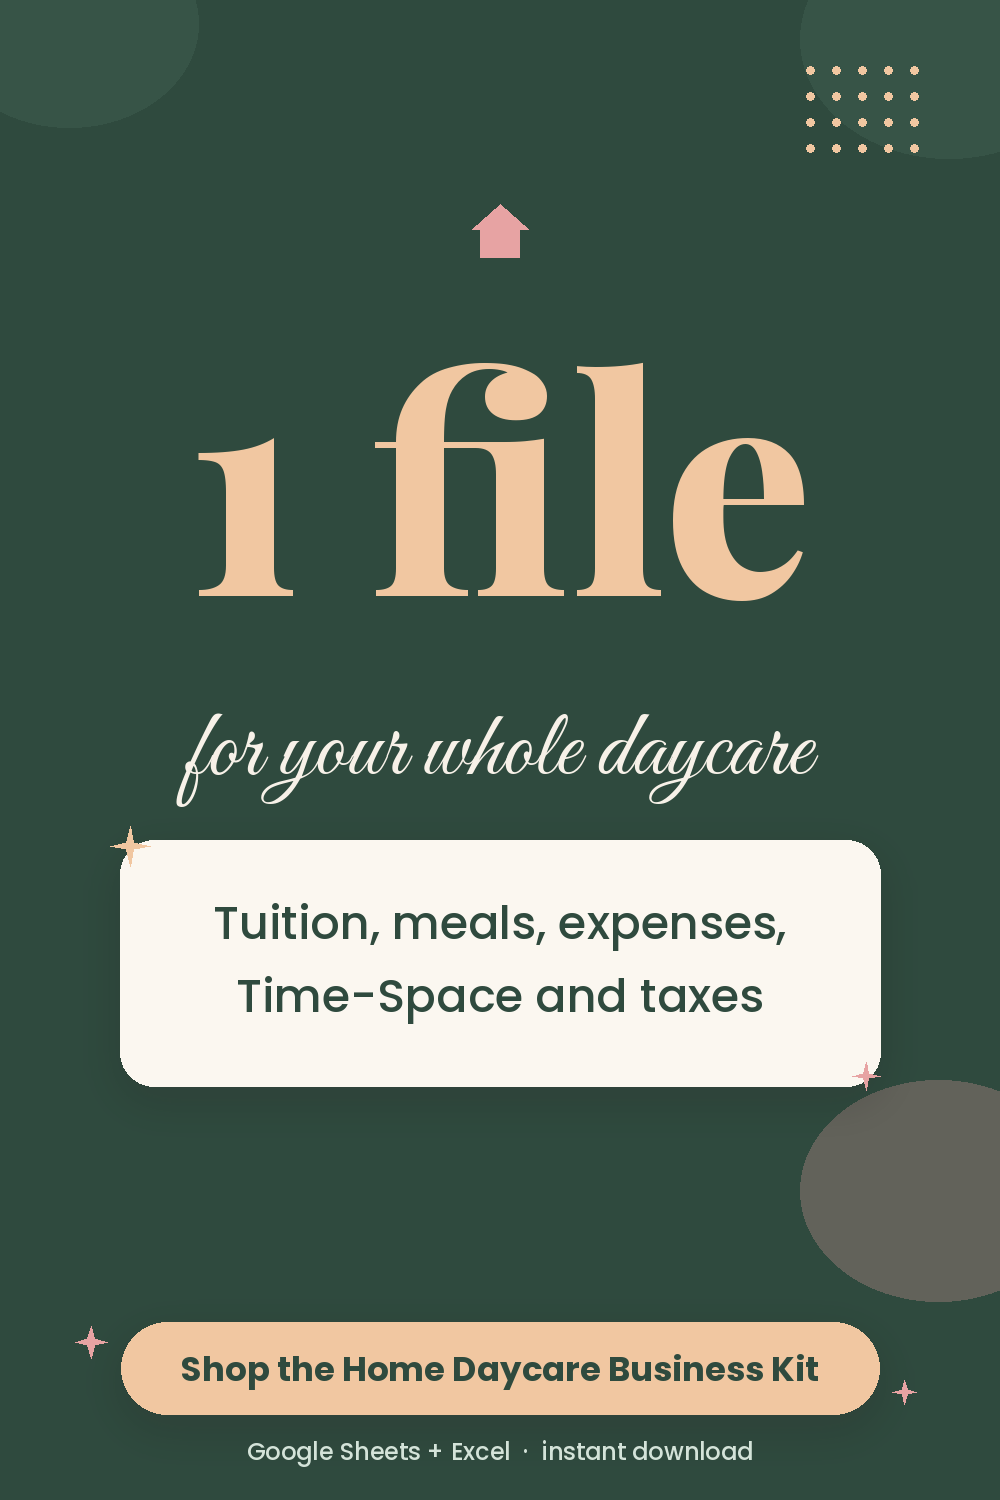 1 file
for your whole daycare
Tuition, meals, expenses,
Time-Space and taxes
Shop the Home Daycare Business Kit
Google Sheets + Excel · instant download